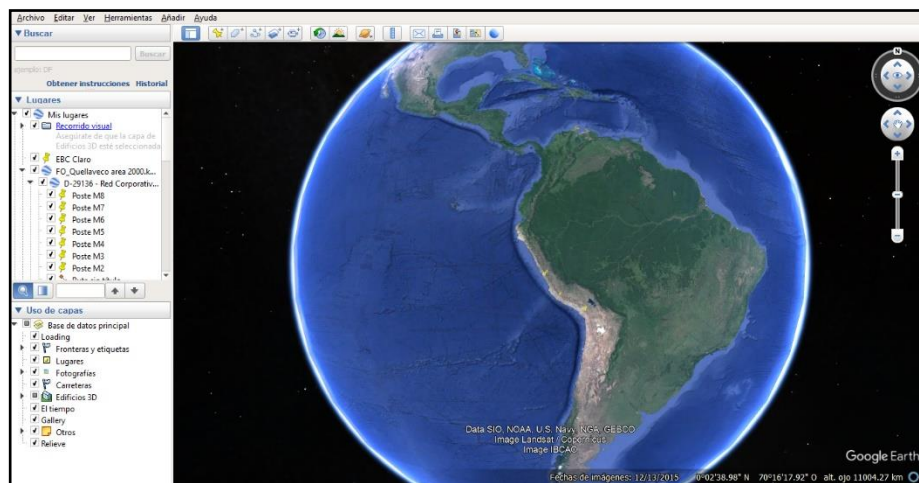 Archivo Editar Ver Herramientas Añadir Ayuda
Buscar
Buscar
ejemplo: DF
Obtener instrucciones Historial
Lugares
Mis lugares
Recorrido visual
Asegúrate de que la capa de
Edificios 3D esté seleccionada
EBC Claro
FO_Quellaveco area 2000.k...
D-29136 - Red Corporativ...
Poste M8
Poste M7
Poste M6
Poste M5
Poste M4
Poste M3
Poste M2
Uso de capas
Base de datos principal
Loading
Fronteras y etiquetas
Lugares
Fotografías
Carreteras
Edificios 3D
El tiempo
Gallery
Otros
Relieve
N
Data SIO, NOAA, U.S. Navy, NGA, GEBCO
Image Landsat / Copernicus
Image IBCAO
Google Earth
Fechas de imágenes: 12/13/2015 0°02'38.98" N 70°16'17.92" O alt. ojo 11004.27 km